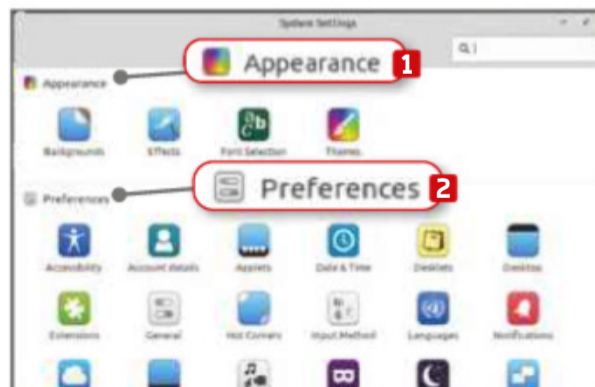 System Settings
Appearance 1
Appearance
Backgrounds Effects Font Selection Themes
Preferences 2
Preferences
Accessibility Account details Applets Date & Time Desklets Desktop
Extensions General Hot Corners Input Method Languages Notifications